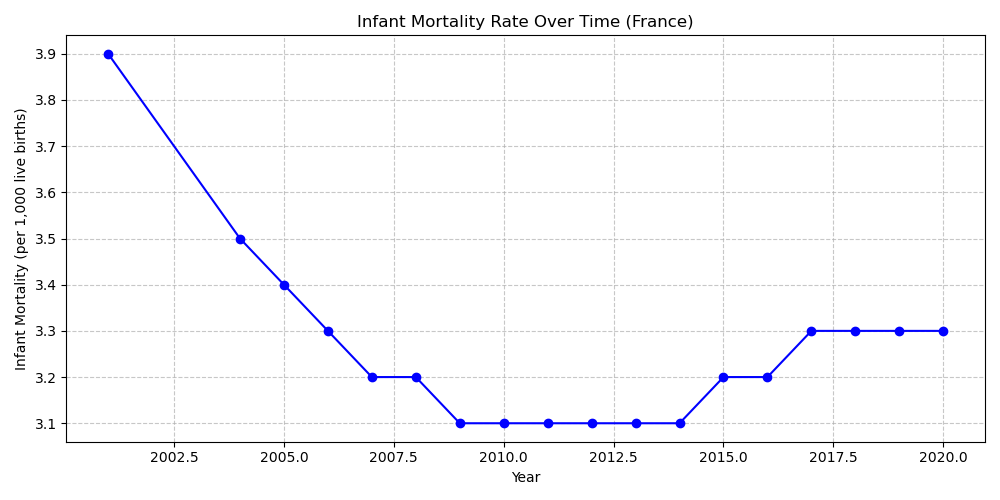 Infant Mortality Rate Over Time (France)
Infant Mortality (per 1,000 live births)
3.9
3.8
3.7
3.6
3.5
3.4
3.3
3.2
3.1
2002.5 2005.0 2007.5 2010.0 2012.5 2015.0 2017.5 2020.0
Year